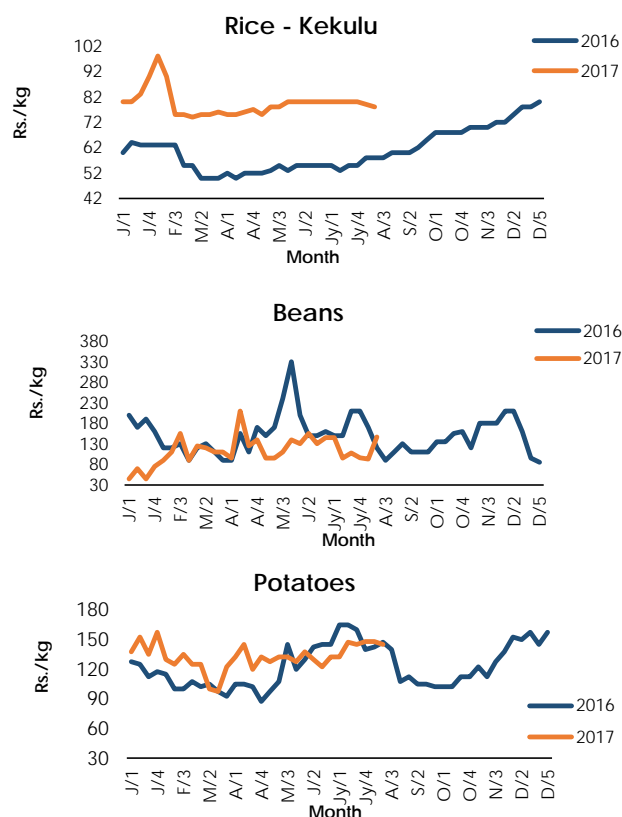 Rice - Kekulu
2016
2017
Rs./kg
102
92
82
72
62
52
42
J/1 J/4 F/3 M/2 A/1 A/4 M/3 J/2 Jy/1 Jy/4 A/3 S/2 O/1 O/4 N/3 D/2 D/5
Month
Beans
2016
2017
Rs./kg
380
330
280
230
180
130
80
30
J/1 J/4 F/3 M/2 A/1 A/4 M/3 J/2 Jy/1 Jy/4 A/3 S/2 O/1 O/4 N/3 D/2 D/5
Month
Potatoes
Rs./kg
180
150
120
90
60
30
2016
2017
J/1 J/4 F/3 M/2 A/1 A/4 M/3 J/2 Jy/1 Jy/4 A/3 S/2 O/1 O/4 N/3 D/2 D/5
Month